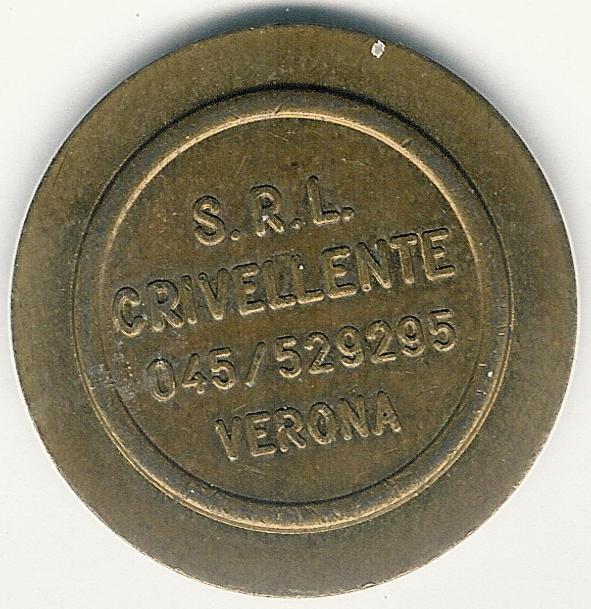 S.R.L.
CRIVELLENTE
045/529295
VERONA